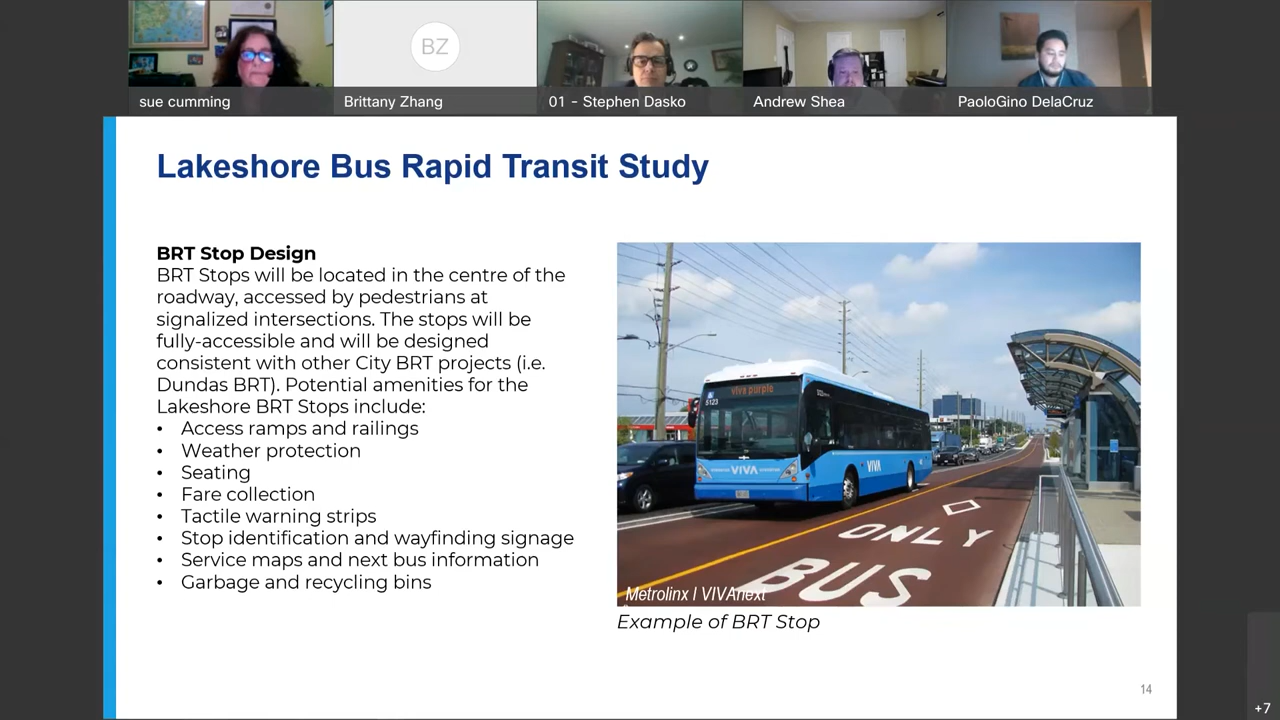 BZ
sue cumming
Brittany Zhang
01 - Stephen Dasko
Andrew Shea
PaoloGino DelaCruz
Lakeshore Bus Rapid Transit Study
BRT Stop Design
BRT Stops will be located in the centre of the
roadway, accessed by pedestrians at
signalized intersections. The stops will be
fully-accessible and will be designed
consistent with other City BRT projects (i.e.
Dundas BRT). Potential amenities for the
Lakeshore BRT Stops include:
• Access ramps and railings
• Weather protection
• Seating
• Fare collection
• Tactile warning strips
• Stop identification and wayfinding signage
• Service maps and next bus information
• Garbage and recycling bins
viva purple
5123
VIVA
VIVA
ONLY
BUS
Metrolinx I VIVAnext
Example of BRT Stop
14
+7